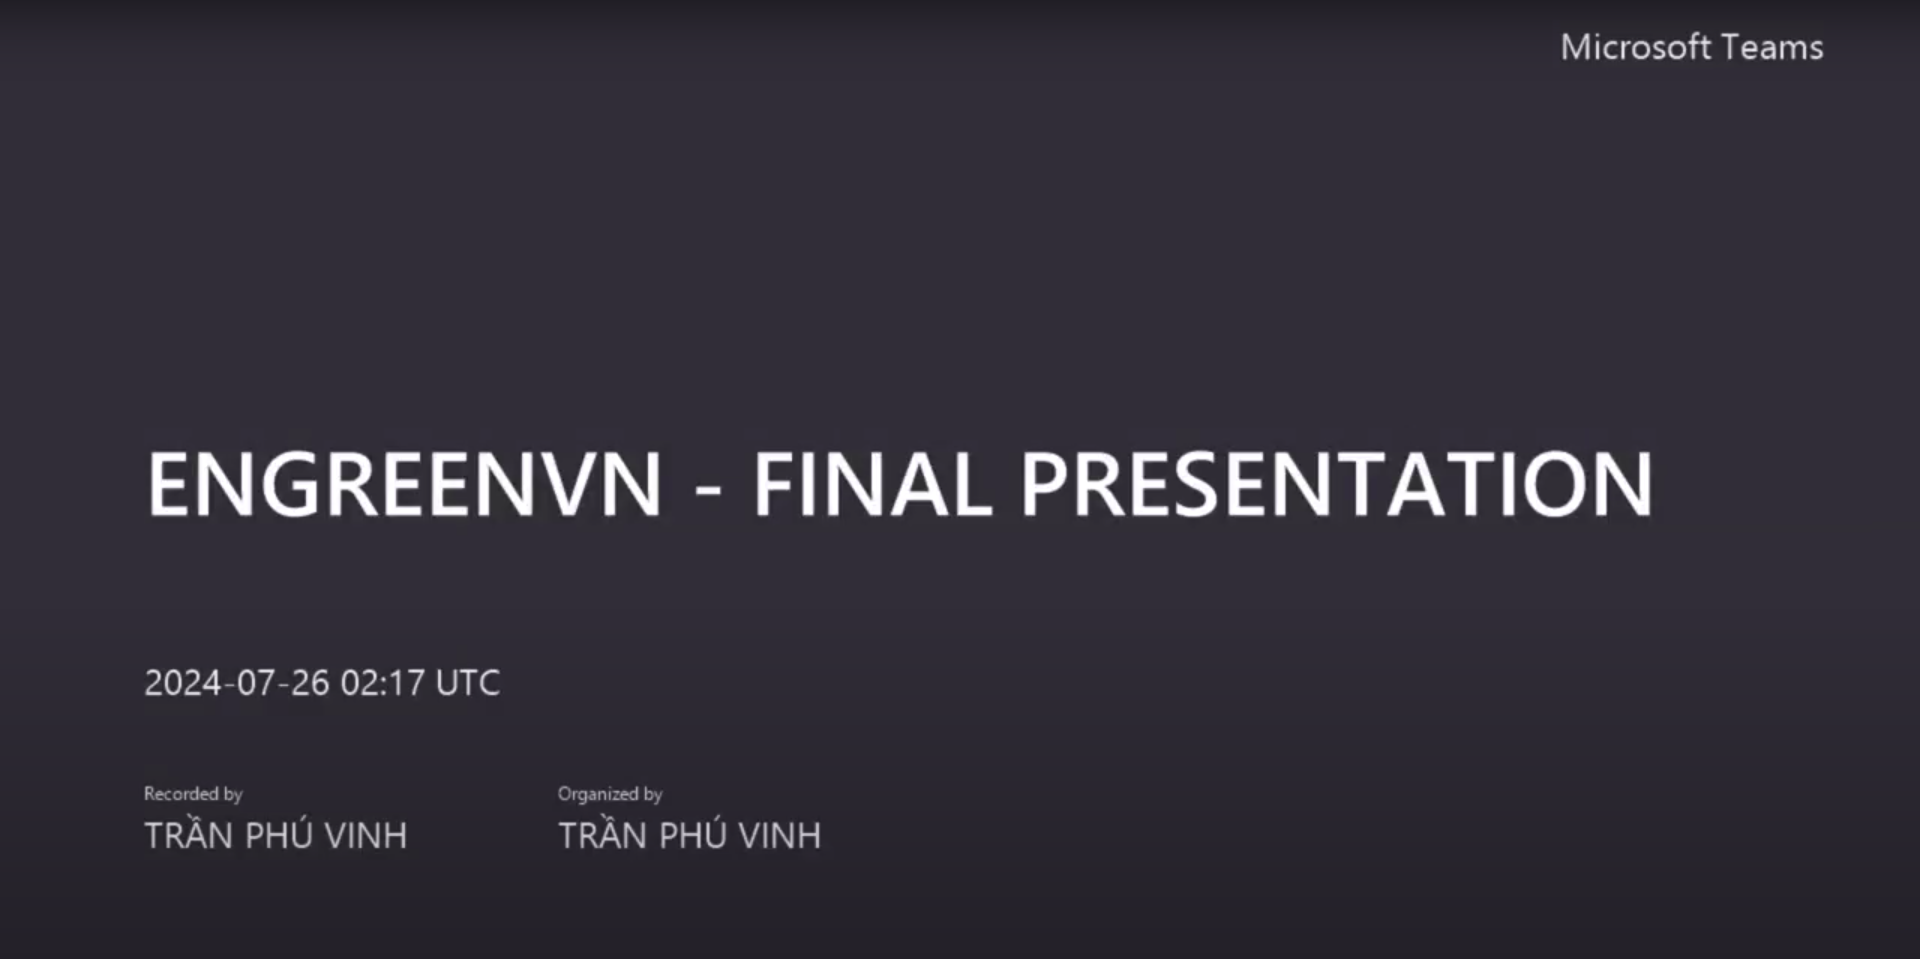 Microsoft Teams
ENGREENVN - FINAL PRESENTATION
2024-07-26 02:17 UTC
Recorded by
TRẦN PHÚ VINH
Organized by
TRẦN PHÚ VINH